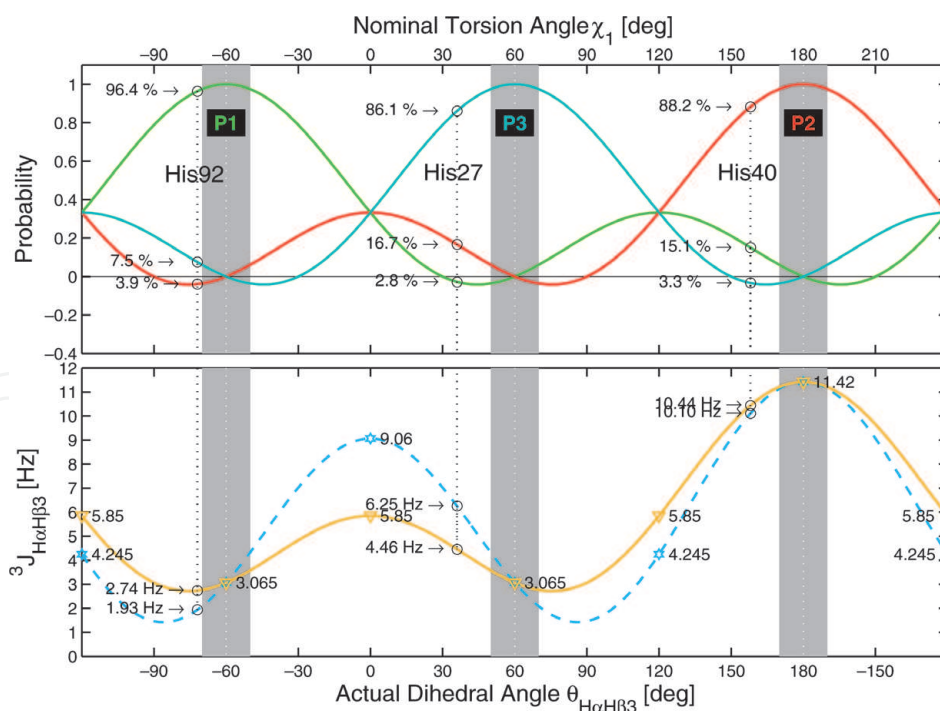 Nominal Torsion Angle χ1 [deg]
−90 −60 0 60 120 180 210
Probability
1
0.8
0.6
0.4
0.2
0
−0.2
−0.4
96.4 % →
P1
86.1 % →
P3
88.2 % →
P2
His92
His27
His40
7.5 % →
3.9 % →
16.7 % →
2.8 % →
15.1 % →
3.3 % →
3JHαHβ3 [Hz]
12
11
10
9
8
7
6
5
4
3
2
1
0
10.44 Hz→
10.10 Hz→
11.42
9.06
6.25 Hz→
5.85
5.85
5.85
5.85
4.46 Hz→
4.245
4.245
4.245
2.74 Hz→
1.93 Hz→
3.065
3.065
−90 −60 −30 0 30 60 90 120 150 180 −150
Actual Dihedral Angle θHαHβ3 [deg]